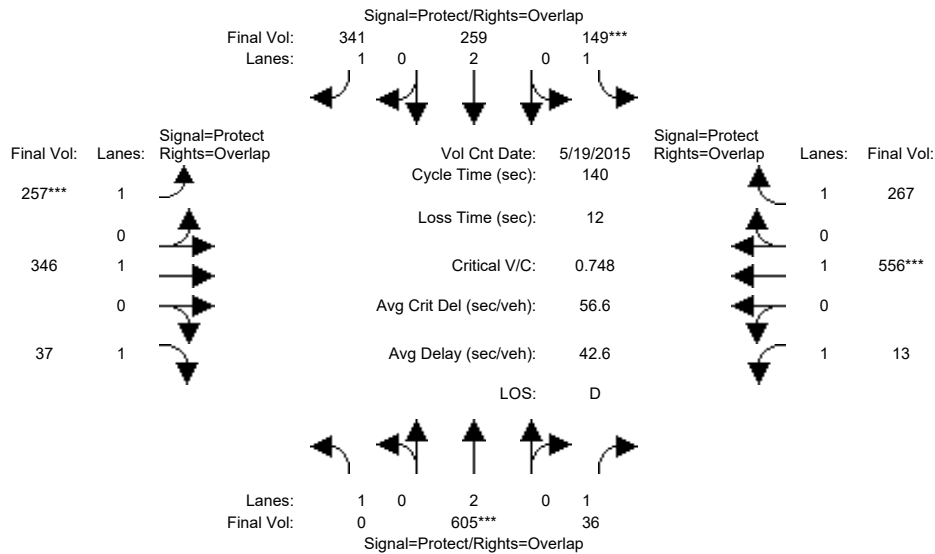 Signal=Protect/Rights=Overlap
Final Vol: 341 259 149***
Lanes: 1 0 2 0 1
Signal=Protect
Final Vol: Lanes: Rights=Overlap
Vol Cnt Date: 5/19/2015
Signal=Protect
Rights=Overlap Lanes: Final Vol:
Cycle Time (sec): 140
257*** 1
1 267
Loss Time (sec): 12
0
0
346 1
Critical V/C: 0.748
1 556***
0
Avg Crit Del (sec/veh): 56.6
0
37 1
Avg Delay (sec/veh): 42.6
1 13
LOS: D
Lanes: 1 0 2 0 1
Final Vol: 0 605*** 36
Signal=Protect/Rights=Overlap